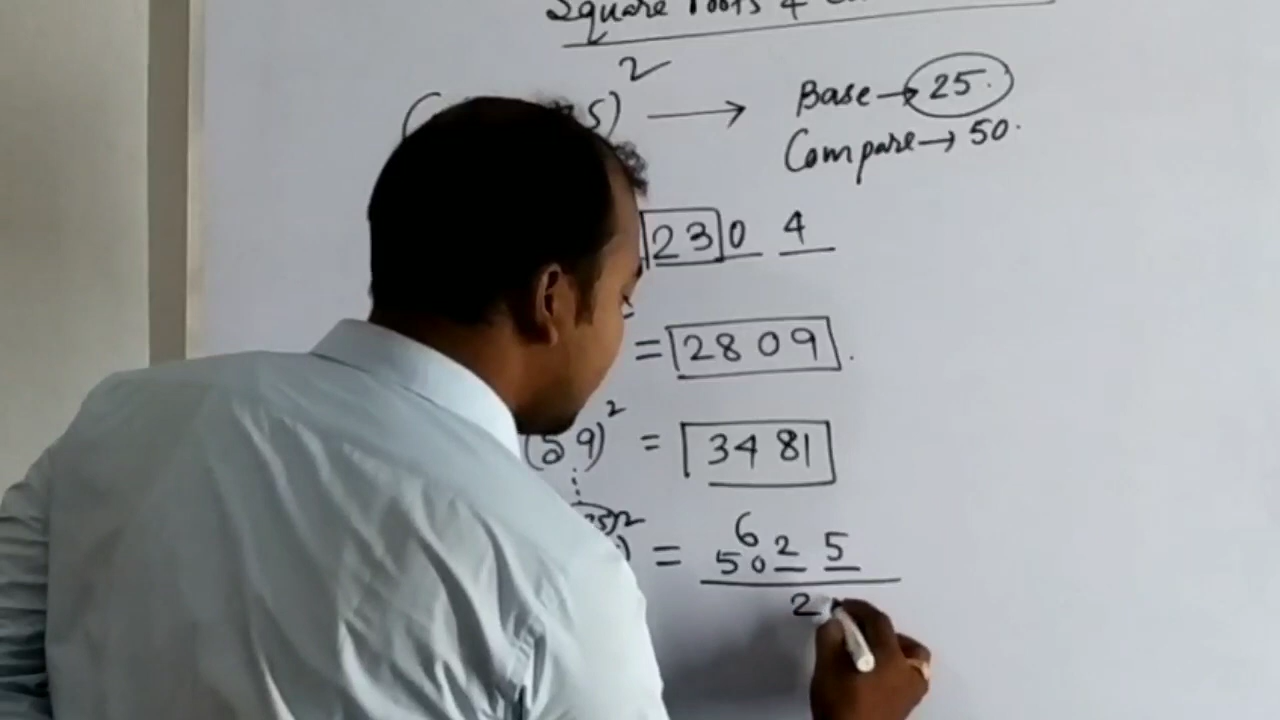 Square roots &
( 5)² → Base → 25.
Compare → 50.
23 0 4
= 2809.
(59)² = 3481
6
= 50 2 5
2